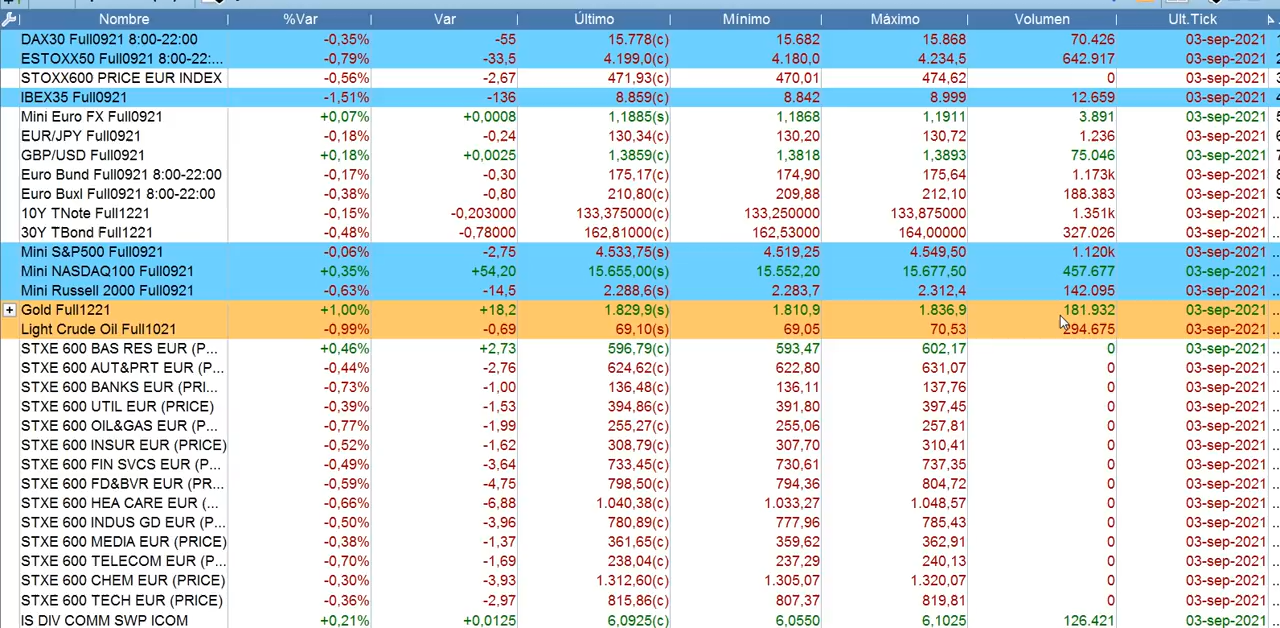 Nombre %Var Var Último Mínimo Máximo Volumen Ult.Tick
DAX30 Full0921 8:00-22:00 -0,35% -55 15.778(c) 15.682 15.868 70.426 03-sep-2021
ESTOXX50 Full0921 8:00-22:... -0,79% -33,5 4.199,0(c) 4.180,0 4.234,5 642.917 03-sep-2021
STOXX600 PRICE EUR INDEX -0,56% -2,67 471,93(c) 470,01 474,62 0 03-sep-2021
IBEX35 Full0921 -1,51% -136 8.859(c) 8.842 8.999 12.659 03-sep-2021
Mini Euro FX Full0921 +0,07% +0,0008 1,1885(s) 1,1868 1,1911 3.891 03-sep-2021
EUR/JPY Full0921 -0,18% -0,24 130,34(c) 130,20 130,72 1.236 03-sep-2021
GBP/USD Full0921 +0,18% +0,0025 1,3859(c) 1,3818 1,3893 75.046 03-sep-2021
Euro Bund Full0921 8:00-22:00 -0,17% -0,30 175,17(c) 174,90 175,64 1.173k 03-sep-2021
Euro Buxl Full0921 8:00-22:00 -0,38% -0,80 210,80(c) 209,88 212,10 188.383 03-sep-2021
10Y TNote Full1221 -0,15% -0,203000 133,375000(c) 133,250000 133,875000 1.351k 03-sep-2021
30Y TBond Full1221 -0,48% -0,78000 162,81000(c) 162,53000 164,00000 327.026 03-sep-2021
Mini S&P500 Full0921 -0,06% -2,75 4.533,75(s) 4.519,25 4.549,50 1.120k 03-sep-2021
Mini NASDAQ100 Full0921 +0,35% +54,20 15.655,00(s) 15.552,20 15.677,50 457.677 03-sep-2021
Mini Russell 2000 Full0921 -0,63% -14,5 2.288,6(s) 2.283,7 2.312,4 142.095 03-sep-2021
Gold Full1221 +1,00% +18,2 1.829,9(s) 1.810,9 1.836,9 181.932 03-sep-2021
Light Crude Oil Full1021 -0,99% -0,69 69,10(s) 69,05 70,53 294.675 03-sep-2021
STXE 600 BAS RES EUR (P... +0,46% +2,73 596,79(c) 593,47 602,17 0 03-sep-2021
STXE 600 AUT&PRT EUR (P... -0,44% -2,76 624,62(c) 622,80 631,07 0 03-sep-2021
STXE 600 BANKS EUR (PRI... -0,73% -1,00 136,48(c) 136,11 137,76 0 03-sep-2021
STXE 600 UTIL EUR (PRICE) -0,39% -1,53 394,86(c) 391,80 397,45 0 03-sep-2021
STXE 600 OIL&GAS EUR (P... -0,77% -1,99 255,27(c) 255,06 257,81 0 03-sep-2021
STXE 600 INSUR EUR (PRICE) -0,52% -1,62 308,79(c) 307,70 310,41 0 03-sep-2021
STXE 600 FIN SVCS EUR (P... -0,49% -3,64 733,45(c) 730,61 737,35 0 03-sep-2021
STXE 600 FD&BVR EUR (PR... -0,59% -4,75 798,50(c) 794,36 804,72 0 03-sep-2021
STXE 600 HEA CARE EUR (... -0,66% -6,88 1.040,38(c) 1.033,27 1.048,57 0 03-sep-2021
STXE 600 INDUS GD EUR (P... -0,50% -3,96 780,89(c) 777,96 785,43 0 03-sep-2021
STXE 600 MEDIA EUR (PRICE) -0,38% -1,37 361,65(c) 359,62 362,91 0 03-sep-2021
STXE 600 TELECOM EUR (P... -0,70% -1,69 238,04(c) 237,29 240,13 0 03-sep-2021
STXE 600 CHEM EUR (PRICE) -0,30% -3,93 1.312,60(c) 1.305,07 1.320,07 0 03-sep-2021
STXE 600 TECH EUR (PRICE) -0,36% -2,97 815,86(c) 807,37 819,81 0 03-sep-2021
IS DIV COMM SWP ICOM +0,21% +0,0125 6,0925(c) 6,0550 6,1025 126.421 03-sep-2021